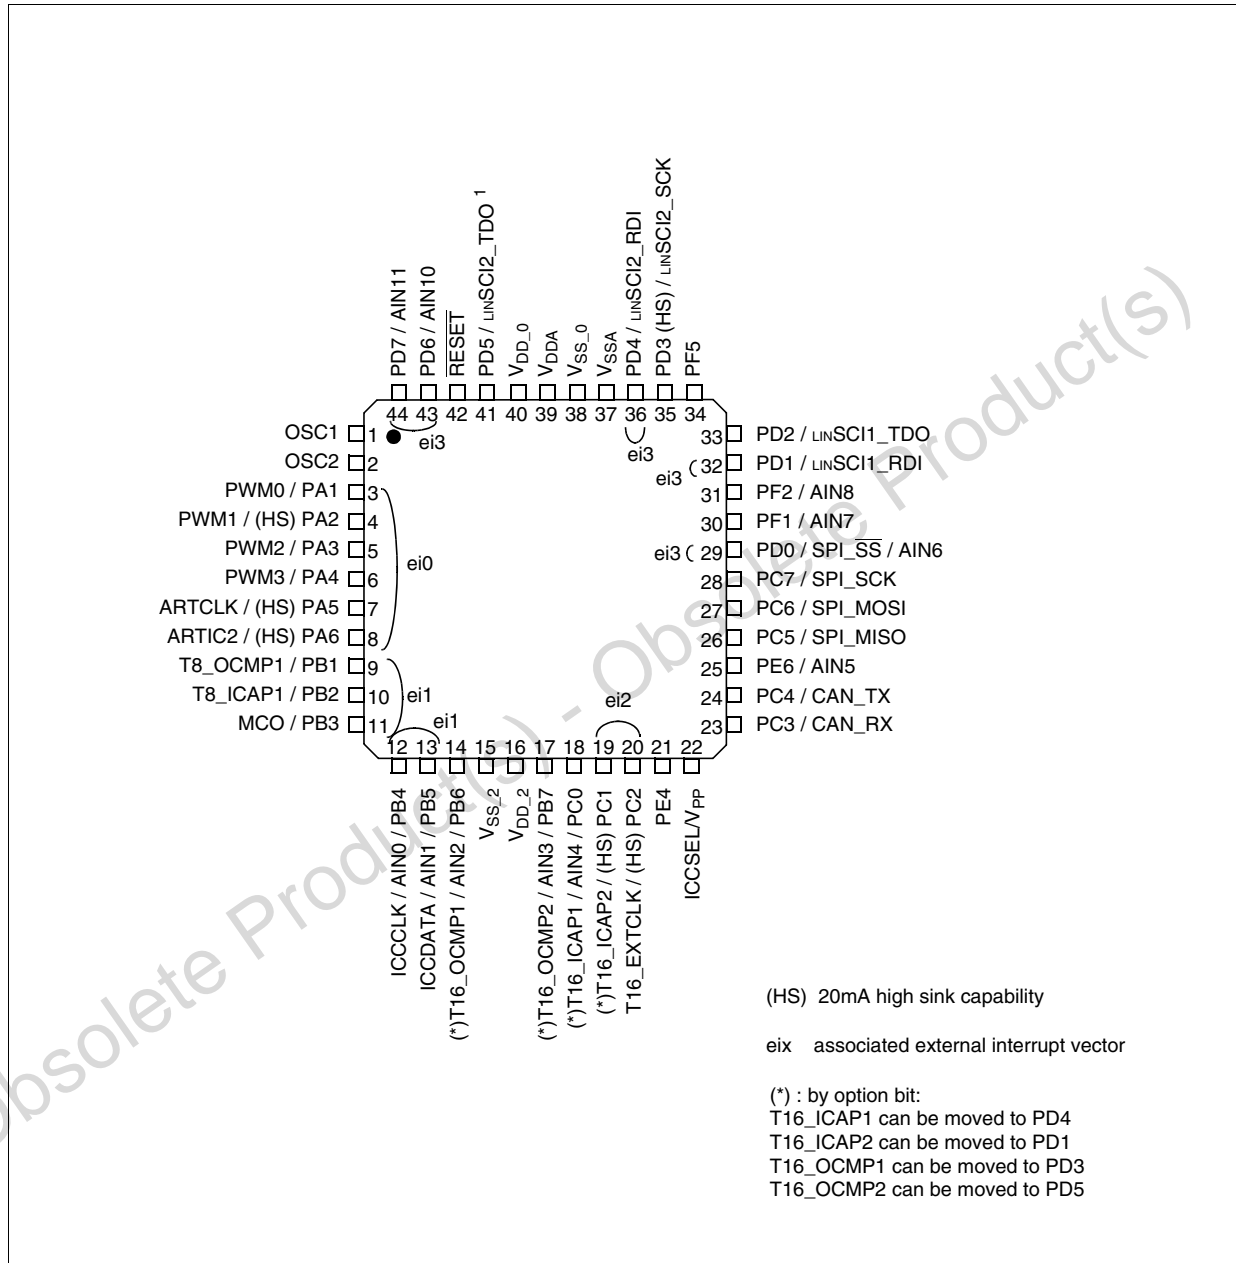 PD7 / AIN11
PD6 / AIN10
RESET
PD5 / LINSCI2_TDO 1
VDD_0
VDDA
VSS_0
VSSA
PD4 / LINSCI2_RDI
PD3 (HS) / LINSCI2_SCK
PF5
44 43 42 41 40 39 38 37 36 35 34
ei3
ei3
OSC1 1
OSC2 2
PWM0 / PA1 3
PWM1 / (HS) PA2 4
PWM2 / PA3 5
PWM3 / PA4 6
ARTCLK / (HS) PA5 7
ARTIC2 / (HS) PA6 8
T8_OCMP1 / PB1 9
T8_ICAP1 / PB2 10
MCO / PB3 11
ei0
ei1
ei1
ei2
33 PD2 / LINSCI1_TDO
ei3 32 PD1 / LINSCI1_RDI
31 PF2 / AIN8
30 PF1 / AIN7
ei3 29 PD0 / SPI_SS / AIN6
28 PC7 / SPI_SCK
27 PC6 / SPI_MOSI
26 PC5 / SPI_MISO
25 PE6 / AIN5
24 PC4 / CAN_TX
23 PC3 / CAN_RX
12 13 14 15 16 17 18 19 20 21 22
ICCCLK / AIN0 / PB4
ICCDATA / AIN1 / PB5
(*)T16_OCMP1 / AIN2 / PB6
VSS_2
VDD_2
(*)T16_OCMP2 / AIN3 / PB7
(*)T16_ICAP1 / AIN4 / PC0
(*)T16_ICAP2 / (HS) PC1
T16_EXTCLK / (HS) PC2
PE4
ICCSEL/VPP
(HS) 20mA high sink capability
eix associated external interrupt vector
(*) : by option bit:
T16_ICAP1 can be moved to PD4
T16_ICAP2 can be moved to PD1
T16_OCMP1 can be moved to PD3
T16_OCMP2 can be moved to PD5
Obsolete Product(s) - Obsolete Product(s)